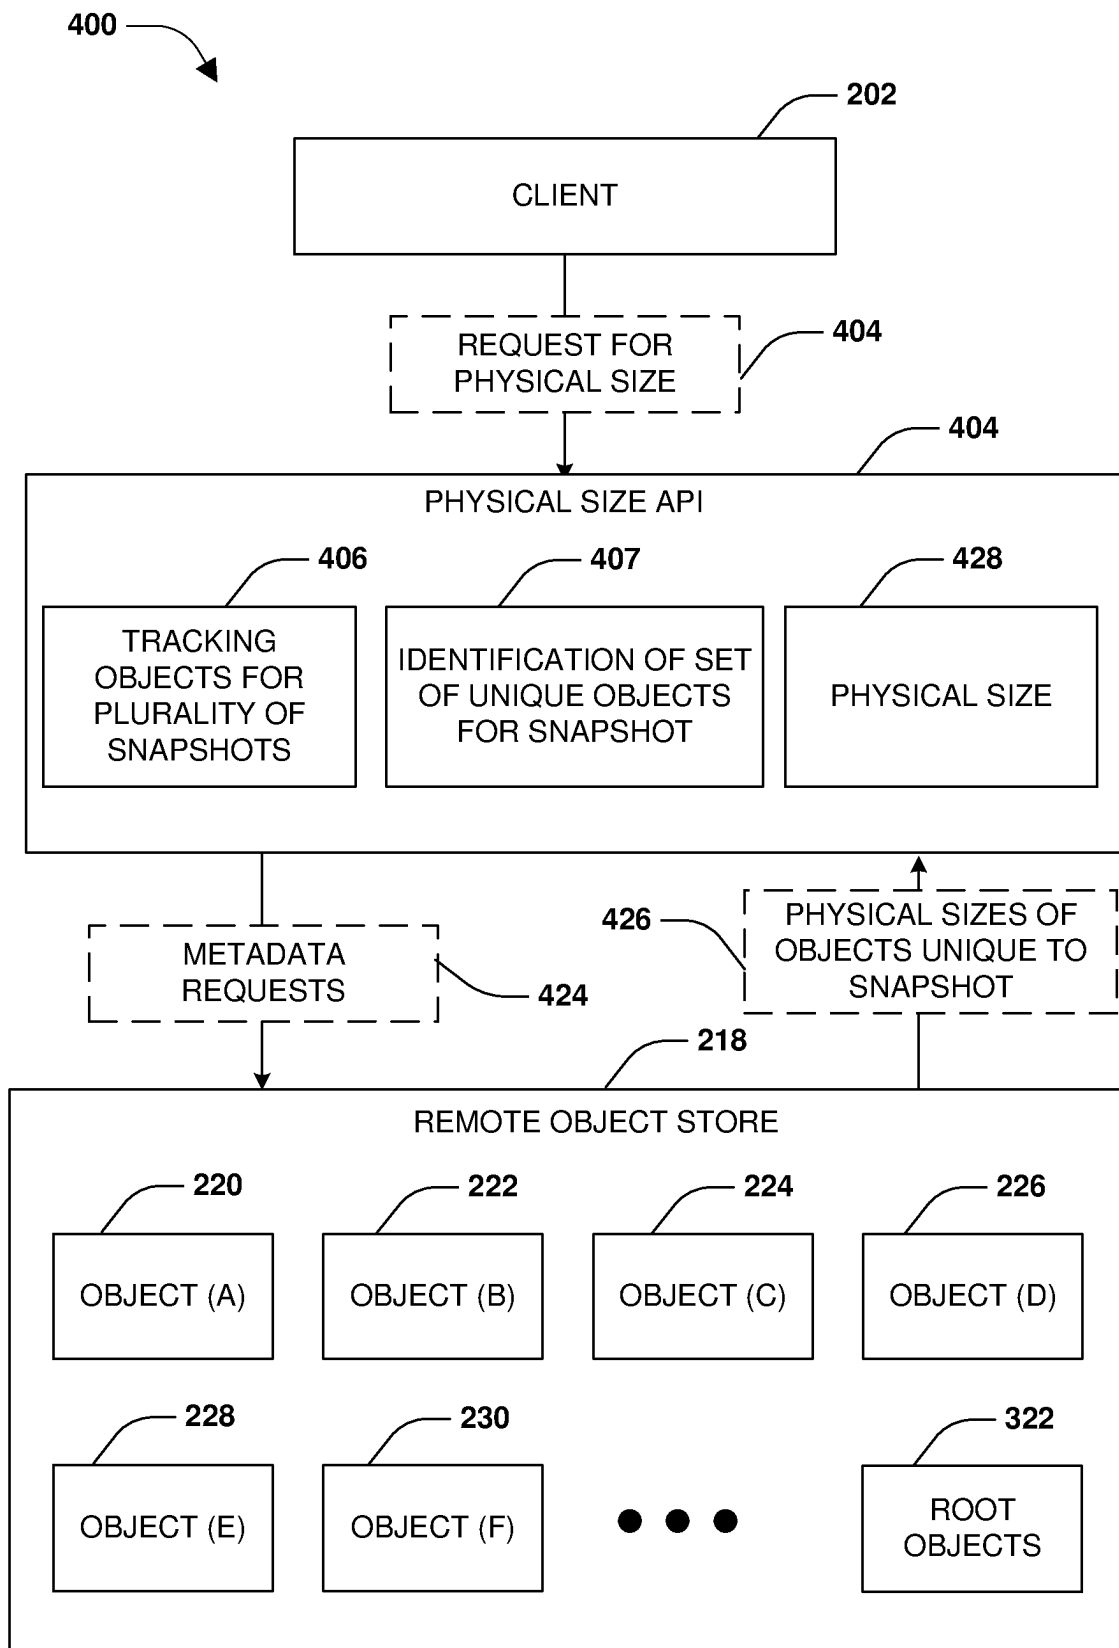 400
202
CLIENT
REQUEST FOR
PHYSICAL SIZE
404
404
PHYSICAL SIZE API
406
407
428
TRACKING
OBJECTS FOR
PLURALITY OF
SNAPSHOTS
IDENTIFICATION OF SET
OF UNIQUE OBJECTS
FOR SNAPSHOT
PHYSICAL SIZE
METADATA
REQUESTS
424
426
PHYSICAL SIZES OF
OBJECTS UNIQUE TO
SNAPSHOT
218
REMOTE OBJECT STORE
220
222
224
226
OBJECT (A)
OBJECT (B)
OBJECT (C)
OBJECT (D)
228
230
322
OBJECT (E)
OBJECT (F)
ROOT
OBJECTS